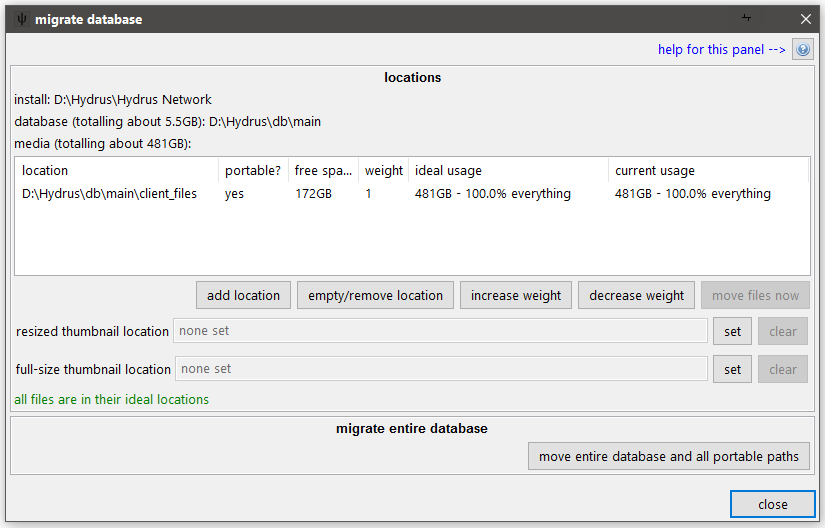 migrate database
help for this panel -->
locations
install: D:\Hydrus\Hydrus Network
database (totalling about 5.5GB): D:\Hydrus\db\main
media (totalling about 481GB):
location portable? free spa... weight ideal usage current usage
D:\Hydrus\db\main\client_files yes 172GB 1 481GB - 100.0% everything 481GB - 100.0% everything
add location empty/remove location increase weight decrease weight move files now
resized thumbnail location none set set clear
full-size thumbnail location none set set clear
all files are in their ideal locations
migrate entire database
move entire database and all portable paths
close